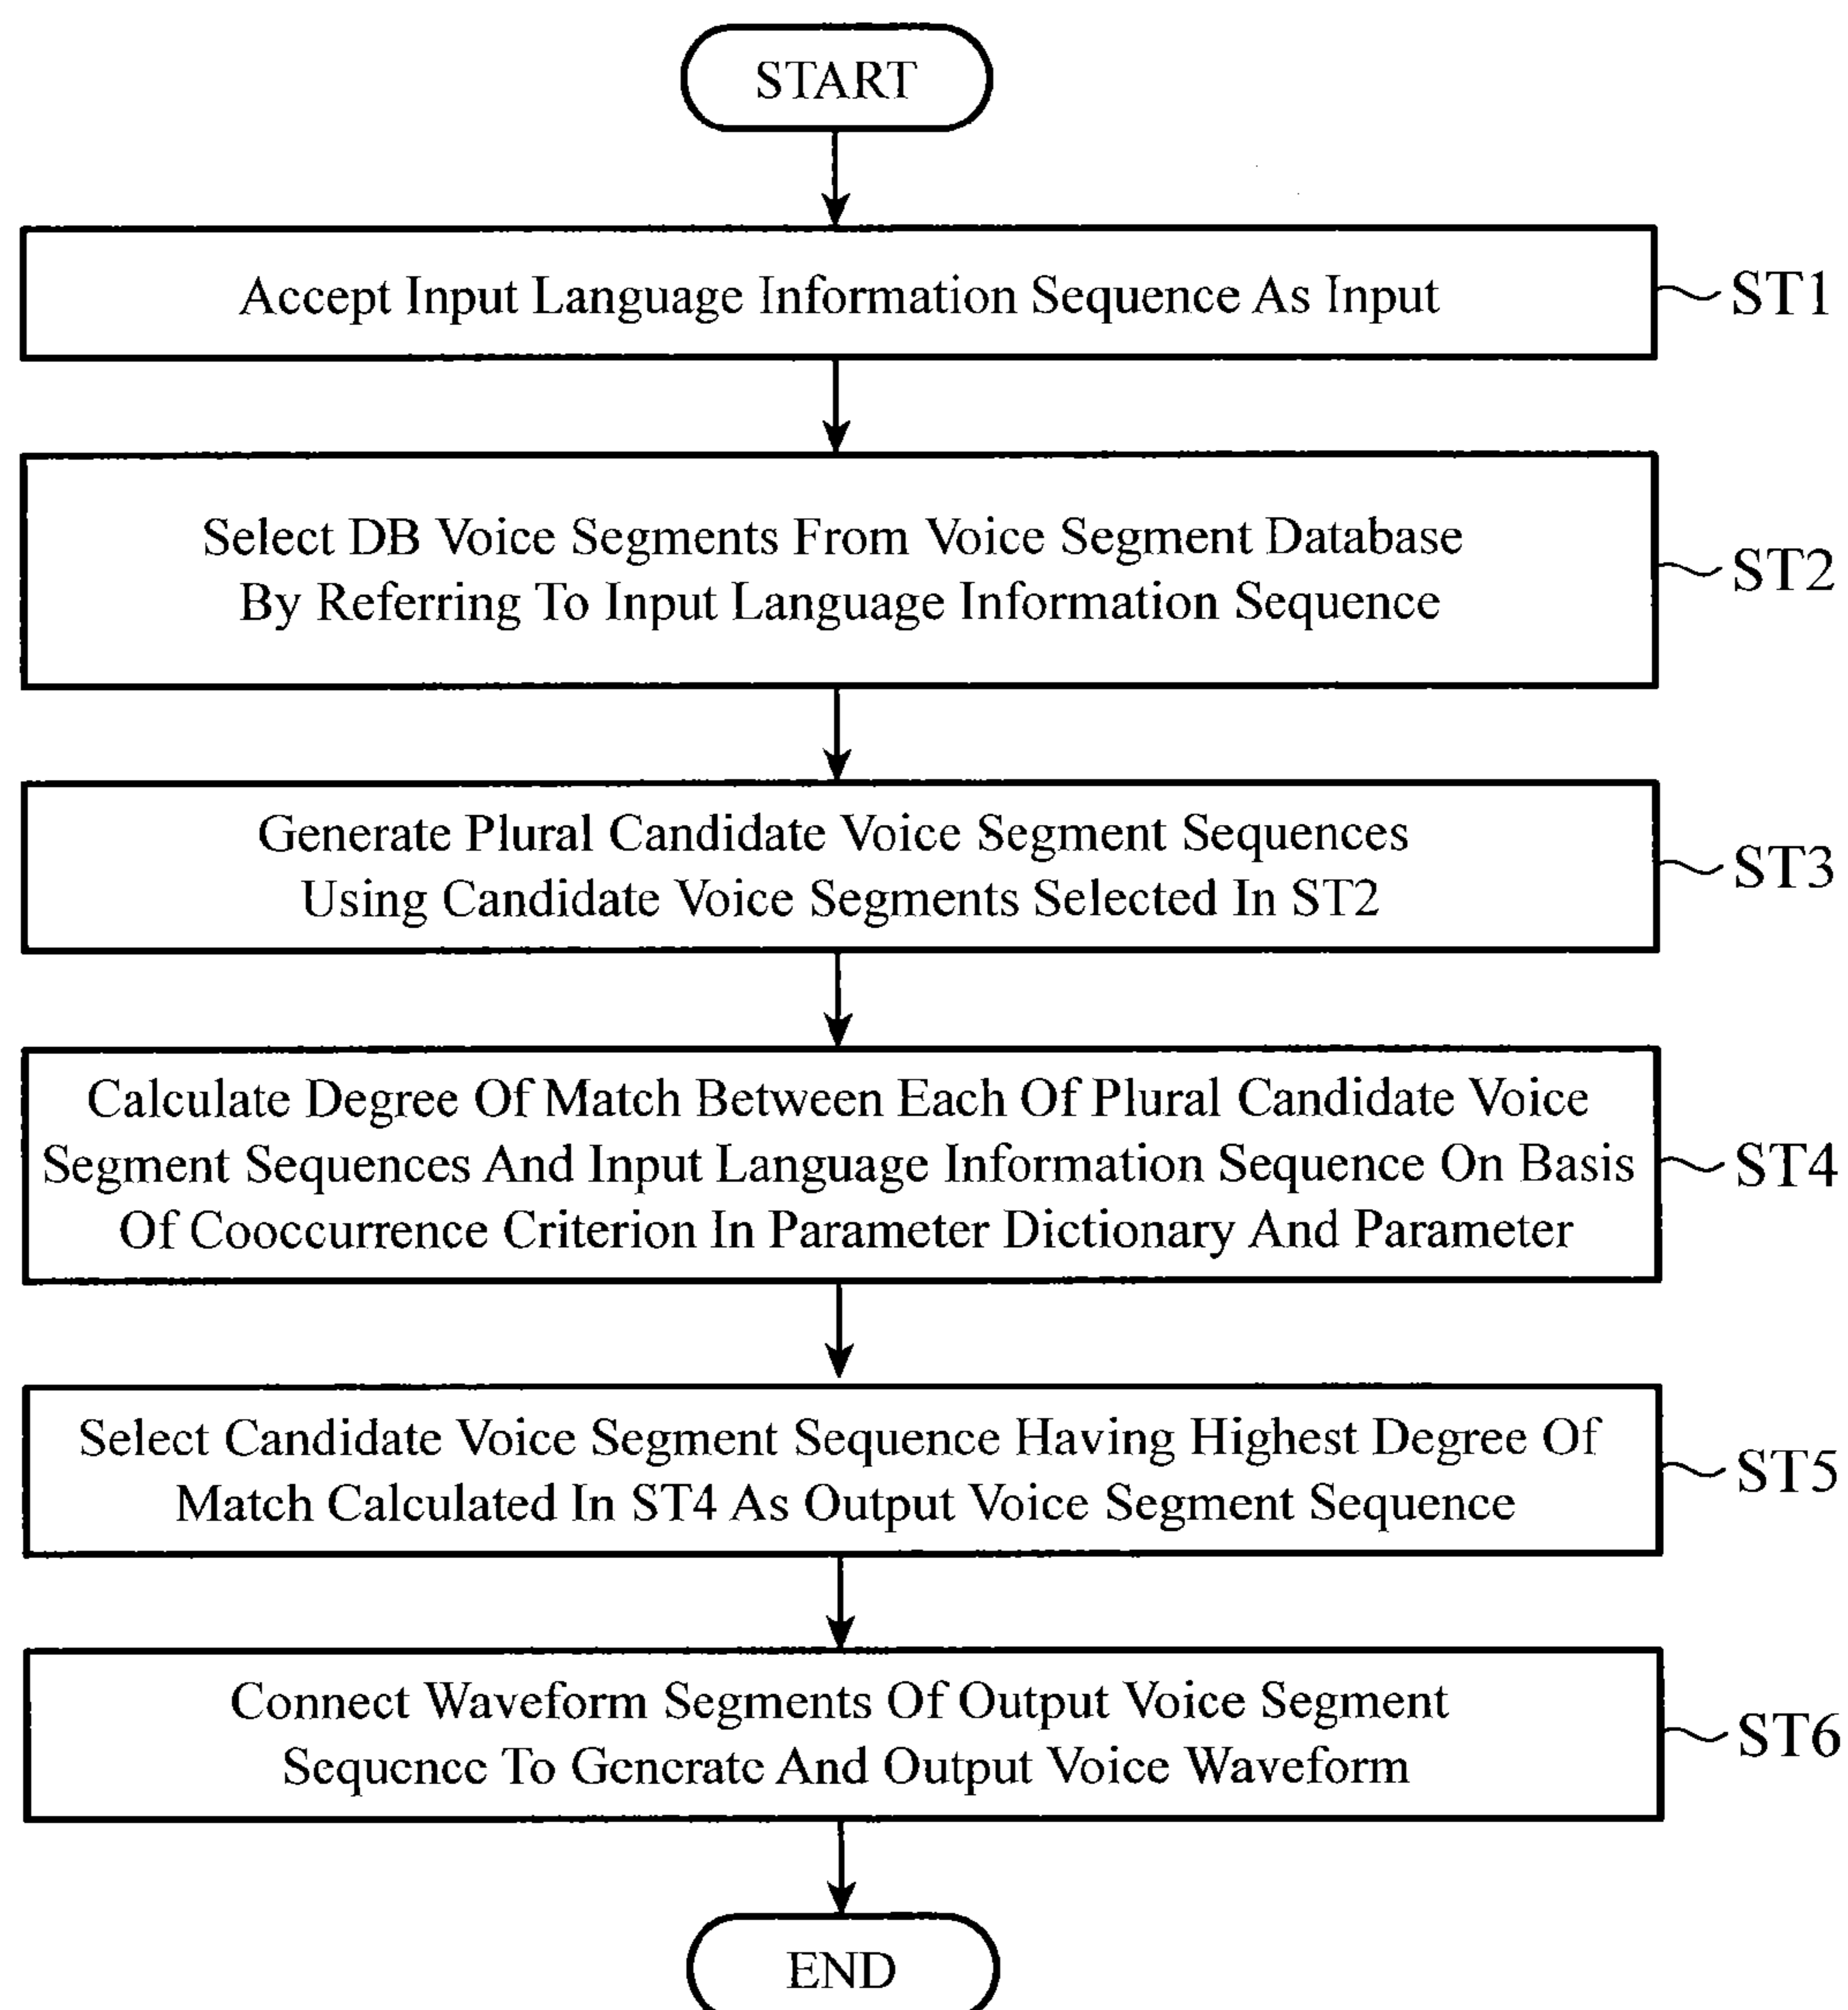 START
Accept Input Language Information Sequence As Input
ST1
Select DB Voice Segments From Voice Segment Database
By Referring To Input Language Information Sequence
ST2
Generate Plural Candidate Voice Segment Sequences
Using Candidate Voice Segments Selected In ST2
ST3
Calculate Degree Of Match Between Each Of Plural Candidate Voice
Segment Sequences And Input Language Information Sequence On Basis
Of Cooccurrence Criterion In Parameter Dictionary And Parameter
ST4
Select Candidate Voice Segment Sequence Having Highest Degree Of
Match Calculated In ST4 As Output Voice Segment Sequence
ST5
Connect Waveform Segments Of Output Voice Segment
Sequence To Generate And Output Voice Waveform
ST6
END